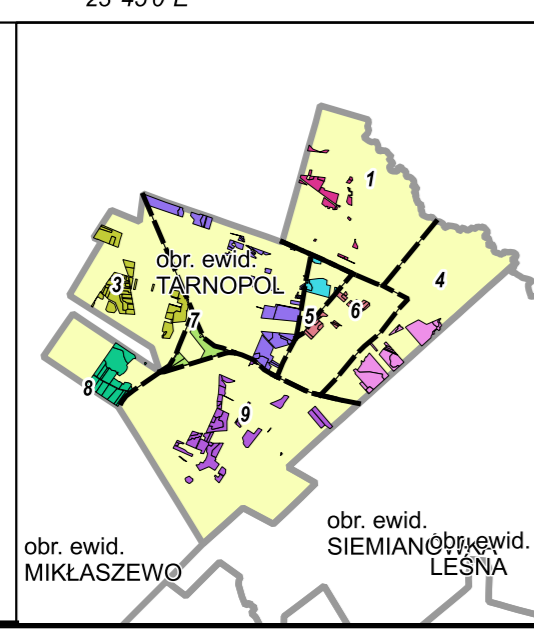 1
4
obr. ewid.
TARNOPOL
3
7
5
6
8
9
obr. ewid.
SIEMIANÓWKA
obr. ewid.
LEŚNA
obr. ewid.
MIKŁASZEWO